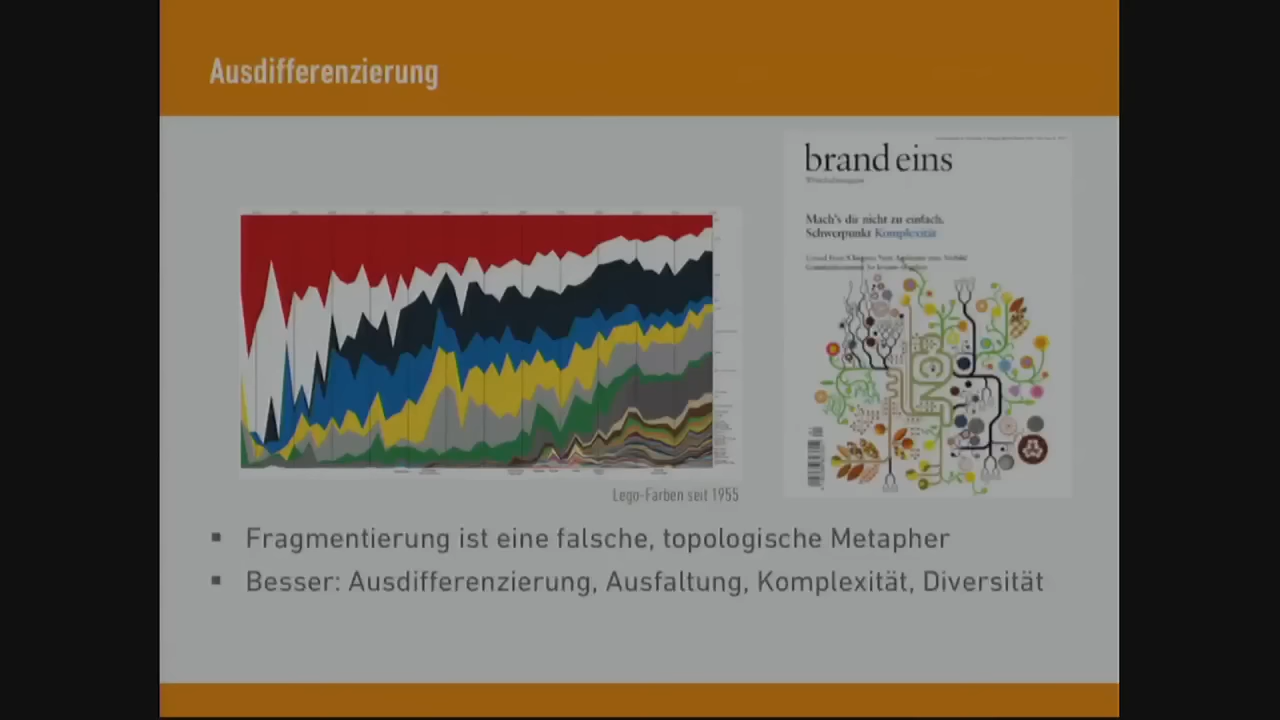 Ausdifferenzierung
brand eins
Mach's dir nicht zu einfach.
Schwerpunkt Komplexität
Lego-Farben seit 1955
▪ Fragmentierung ist eine falsche, topologische Metapher
▪ Besser: Ausdifferenzierung, Ausfaltung, Komplexität, Diversität